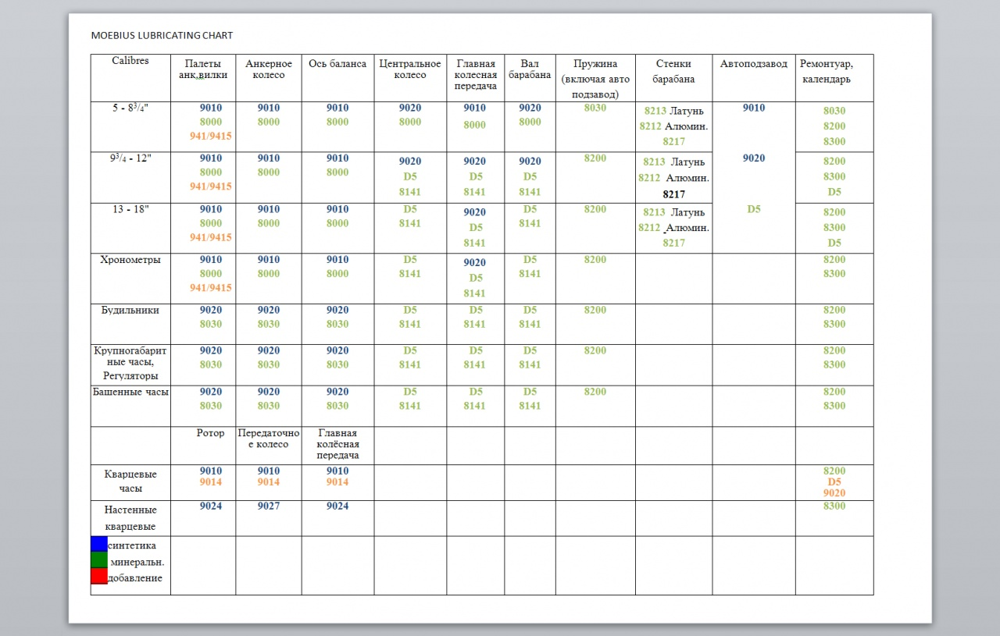 MOEBIUS LUBRICATING CHART
Calibres
Палеты
анк,вилки
Анкерное
колесо
Ось баланса
Центральное
колесо
Главная
колесная
передача
Вал
барабана
Пружина
(включая авто
подзавод)
Стенки
барабана
Автоподзавод
Ремонтуар,
календарь
5 - 8³/₄"
9010
8000
941/9415
9010
8000
9010
8000
9020
8000
9010
8000
9020
8000
8030
8213 Латунь
8212 Алюмин.
8217
9010
8030
8200
8300
9³/₄ - 12"
9010
8000
941/9415
9010
8000
9010
8000
9020
D5
8141
9020
D5
8141
9020
D5
8141
8200
8213 Латунь
8212 Алюмин.
8217
9020
8200
8300
D5
13 - 18"
9010
8000
941/9415
9010
8000
9010
8000
D5
8141
9020
D5
8141
D5
8141
8200
8213 Латунь
8212 Алюмин.
8217
D5
8200
8300
D5
Хронометры
9010
8000
941/9415
9010
8000
9010
8000
D5
8141
9020
D5
8141
D5
8141
8200
8200
8300
Будильники
9020
8030
9020
8030
9020
8030
D5
8141
D5
8141
D5
8141
8200
8200
8300
Крупногабарит
ные часы,
Регуляторы
9020
8030
9020
8030
9020
8030
D5
8141
D5
8141
D5
8141
8200
8200
8300
Башенные часы
9020
8030
9020
8030
9020
8030
D5
8141
D5
8141
D5
8141
8200
8200
8300
Ротор
Передаточно
е колесо
Главная
колёсная
передача
Кварцевые
часы
9010
9014
9010
9014
9010
9014
8200
D5
9020
Настенные
кварцевые
9024
9027
9024
8300
синтетика
минеральн.
добавление